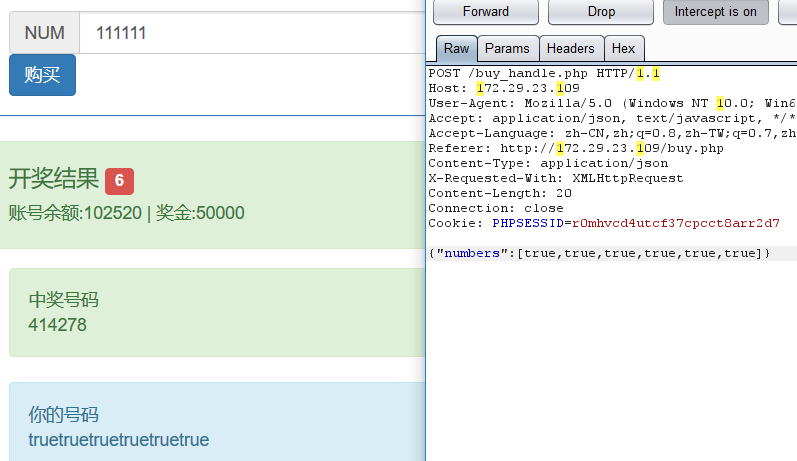 NUM 111111
购买
开奖结果 6
账号余额:102520 | 奖金:50000
中奖号码
414278
你的号码
truetruetruetruetruetrue
Forward Drop Intercept is on
Raw Params Headers Hex
POST /buy_handle.php HTTP/1.1
Host: 172.29.23.109
User-Agent: Mozilla/5.0 (Windows NT 10.0; Win6
Accept: application/json, text/javascript, */*
Accept-Language: zh-CN,zh;q=0.8,zh-TW;q=0.7,zh
Referer: http://172.29.23.109/buy.php
Content-Type: application/json
X-Requested-With: XMLHttpRequest
Content-Length: 20
Connection: close
Cookie: PHPSESSID=r0mhvcd4utcf37cpcct8arr2d7
{"numbers":[true,true,true,true,true,true]}